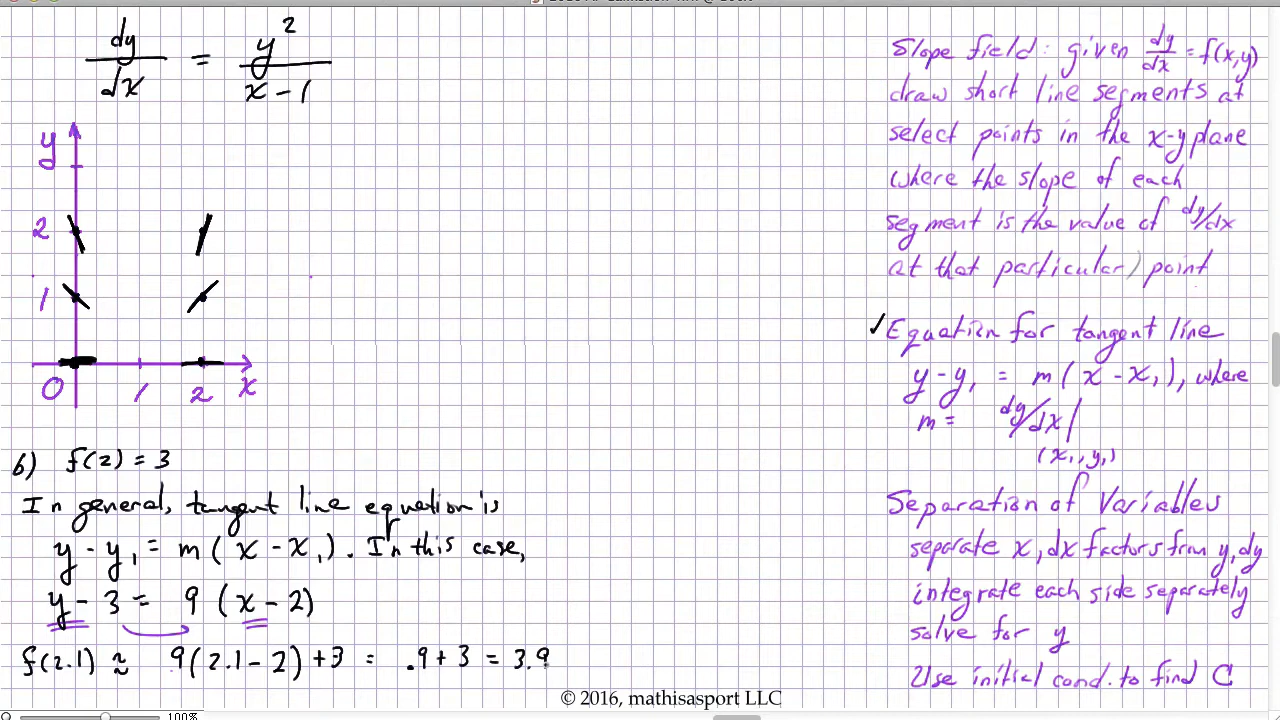 dy/dx = y²/(x-1)
y
2
1
0 1 2 x
b) f(2) = 3
In general, tangent line equation is
y - y₁ = m(x - x₁). In this case,
y - 3 = 9(x - 2)
f(2.1) ≈ 9(2.1 - 2) + 3 = .9 + 3 = 3.9
Slope field: given dy/dx = f(x,y)
draw short line segments at
select points in the x-y plane
where the slope of each
segment is the value of dy/dx
at that particular) point
✓Equation for tangent line
y - y₁ = m(x - x₁), where
m = dy/dx|
(x₁, y₁)
Separation of Variables
separate x, dx factors from y, dy
integrate each side separately
solve for y
Use initial cond. to find C
© 2016, mathisasport LLC
100%